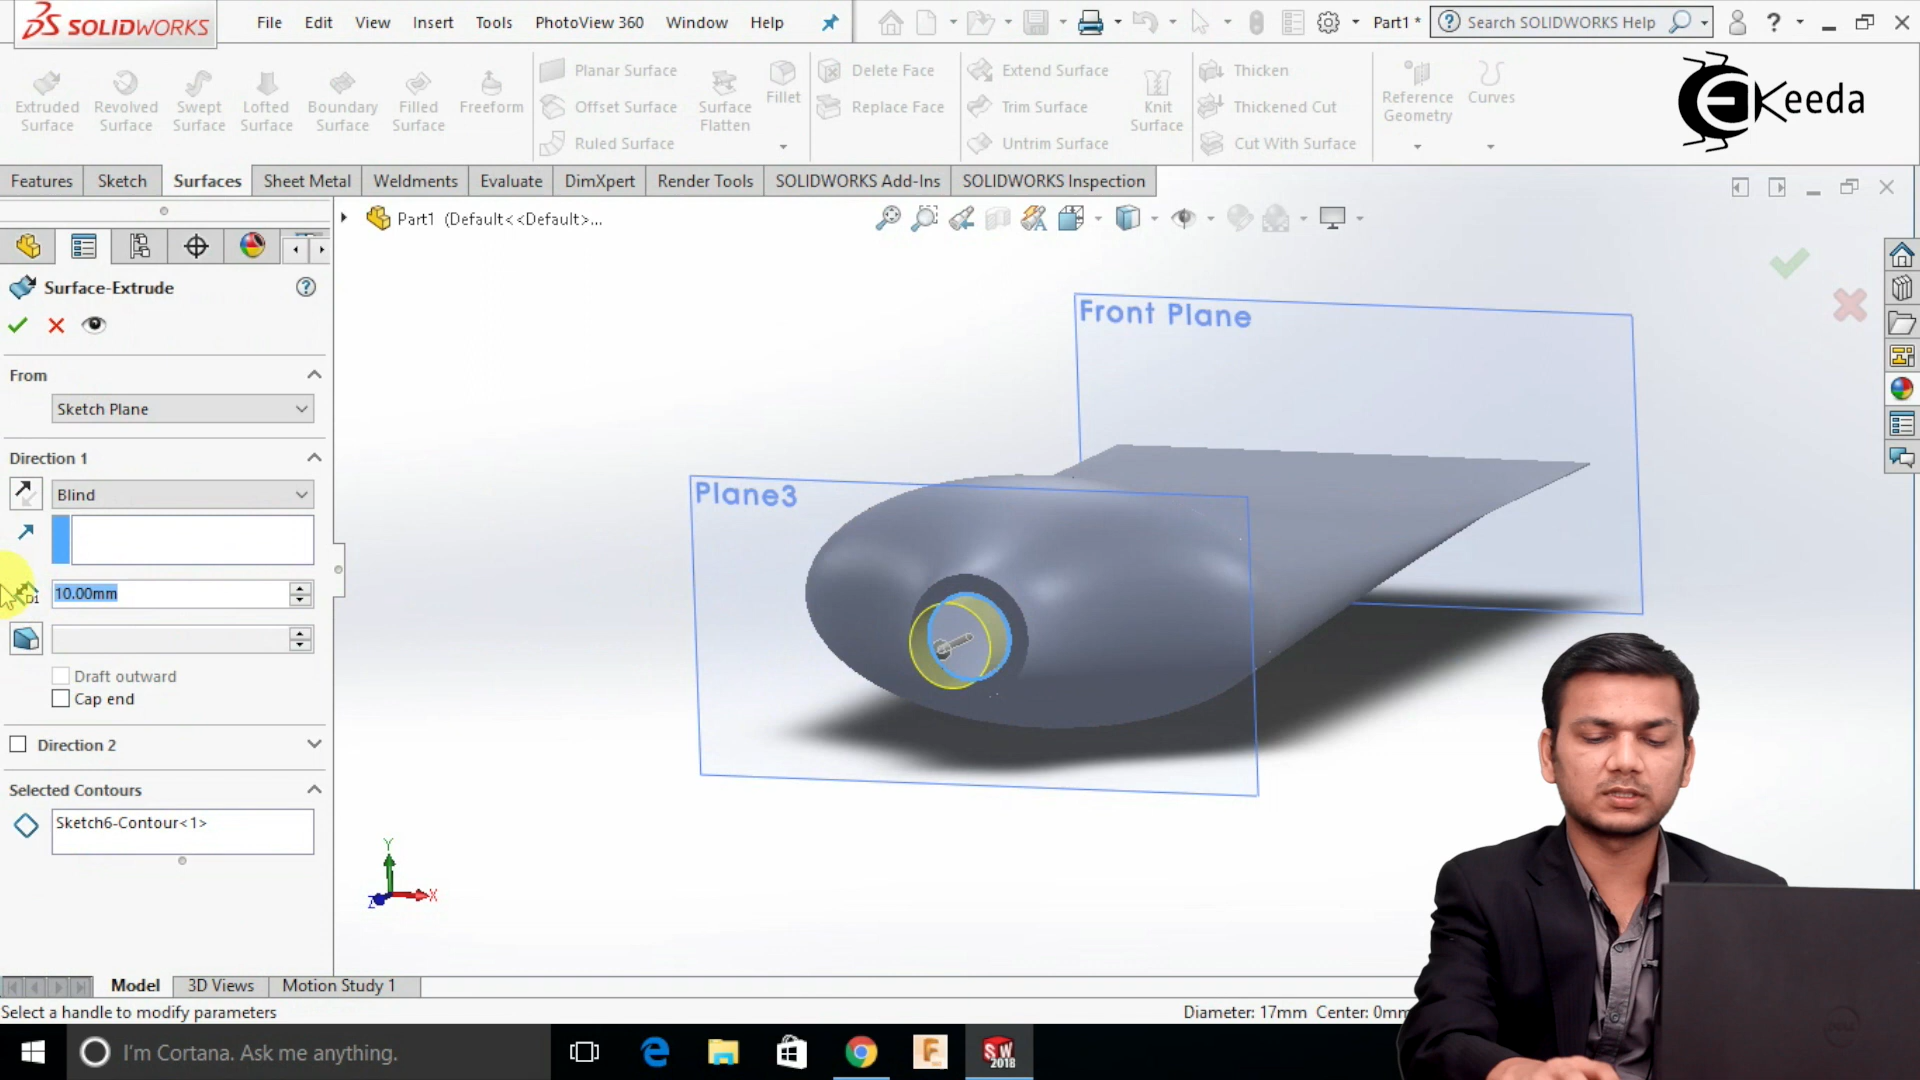 SOLIDWORKS File Edit View Insert Tools PhotoView 360 Window Help Part1 * Search SOLIDWORKS Help
Extruded Surface
Revolved Surface
Swept Surface
Lofted Surface
Boundary Surface
Filled Surface
Freeform
Planar Surface
Offset Surface
Ruled Surface
Surface Flatten
Fillet
Delete Face
Replace Face
Extend Surface
Trim Surface
Untrim Surface
Knit Surface
Thicken
Thickened Cut
Cut With Surface
Reference Geometry
Curves
EKeeda
Features Sketch Surfaces Sheet Metal Weldments Evaluate DimXpert Render Tools SOLIDWORKS Add-Ins SOLIDWORKS Inspection
Part1 (Default<<Default>...
Surface-Extrude
From
Sketch Plane
Direction 1
Blind
D1
10.00mm
Draft outward
Cap end
Direction 2
Selected Contours
Sketch6-Contour<1>
Front Plane
Plane3
Y
X
Z
Model 3D Views Motion Study 1
Select a handle to modify parameters
Diameter: 17mm Center: 0mm
I'm Cortana. Ask me anything.
SW 2018